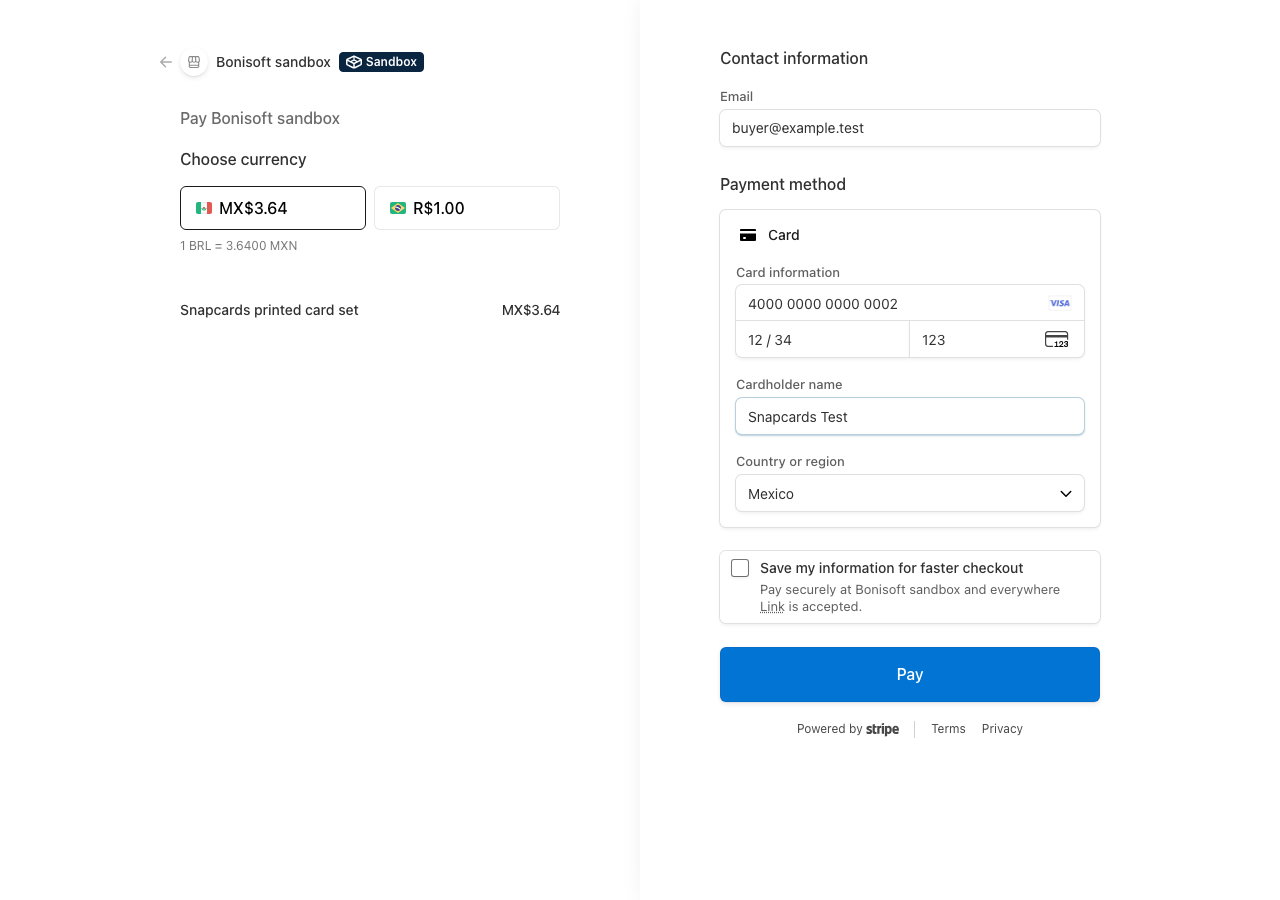 Bonisoft sandbox Sandbox
Pay Bonisoft sandbox
Choose currency
MX$3.64 R$1.00
1 BRL = 3.6400 MXN
Snapcards printed card set MX$3.64
Contact information
Email
buyer@example.test
Payment method
Card
Card information
4000 0000 0000 0002 VISA
12 / 34 123 123
Cardholder name
Snapcards Test
Country or region
Mexico
Save my information for faster checkout
Pay securely at Bonisoft sandbox and everywhere
Link is accepted.
Pay
Powered by stripe Terms Privacy